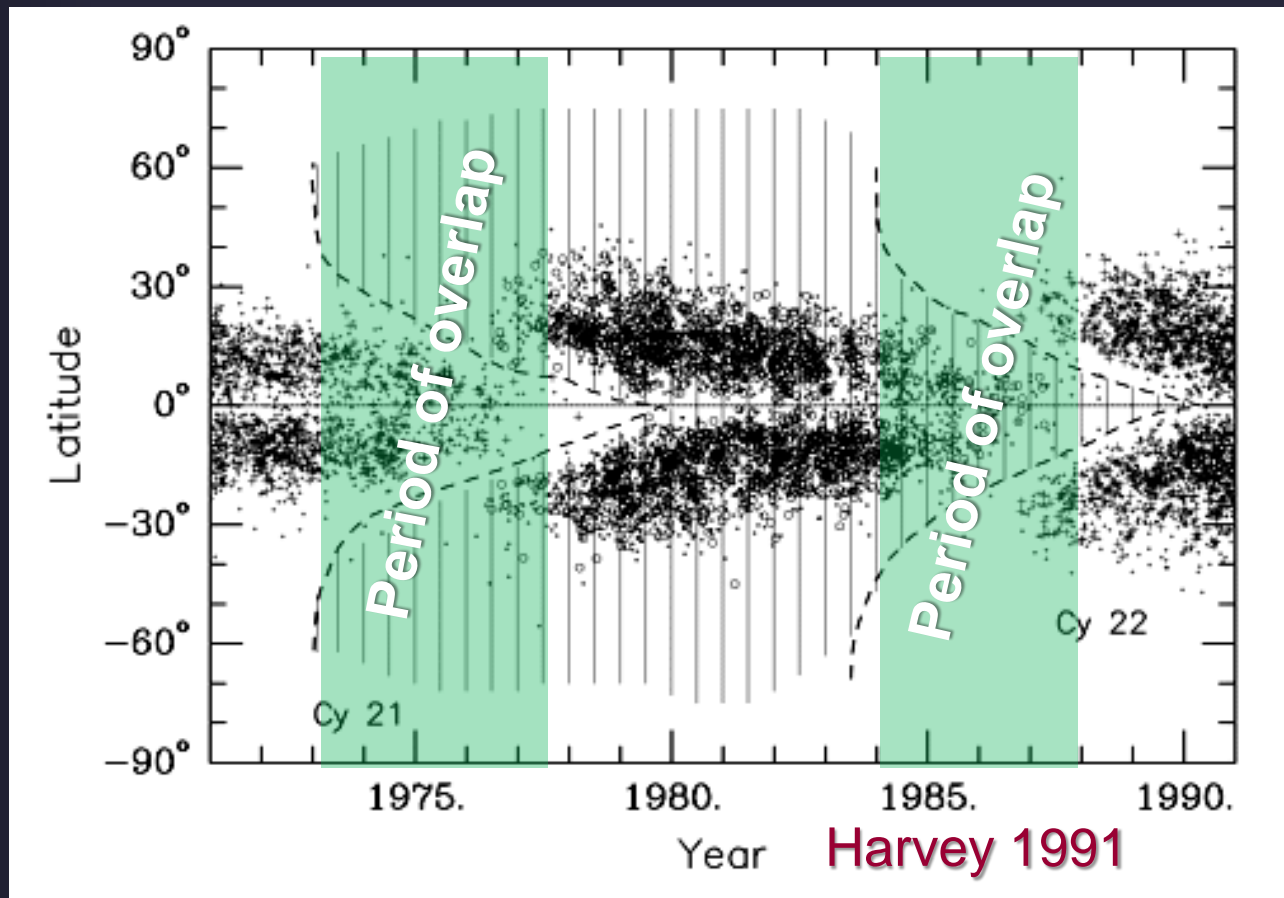 90°
60°
30°
0°
−30°
−60°
−90°
Latitude
Period of overlap
Period of overlap
Cy 21
Cy 22
1975.
1980.
1985.
1990.
Year
Harvey 1991